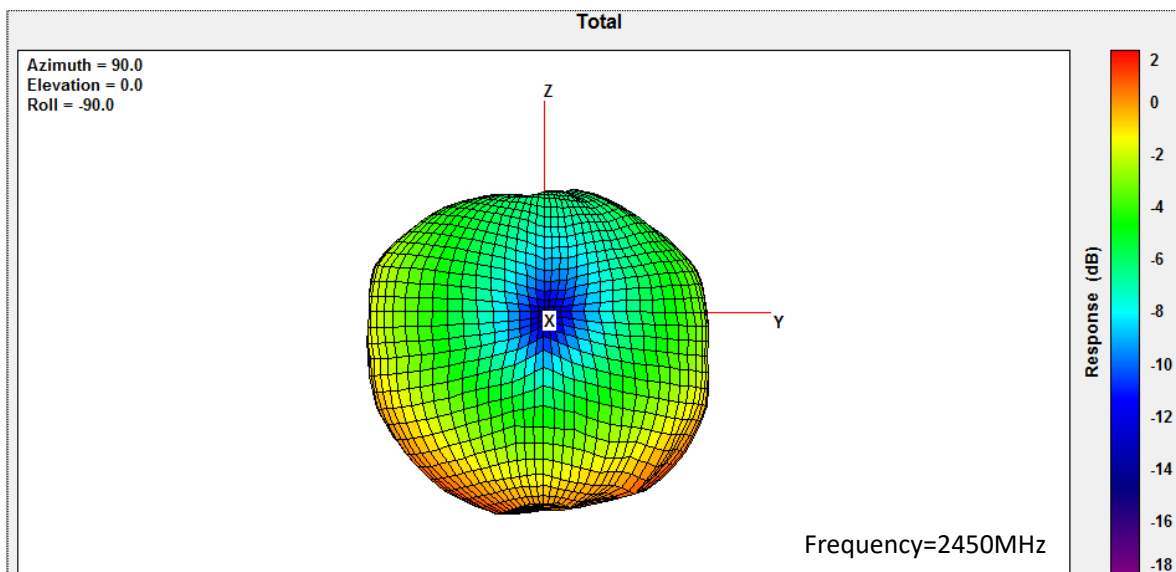 Total
Azimuth = 90.0
Elevation = 0.0
Roll = -90.0
Z
X
Y
2
0
-2
-4
-6
-8
-10
-12
-14
-16
-18
Response (dB)
Frequency=2450MHz